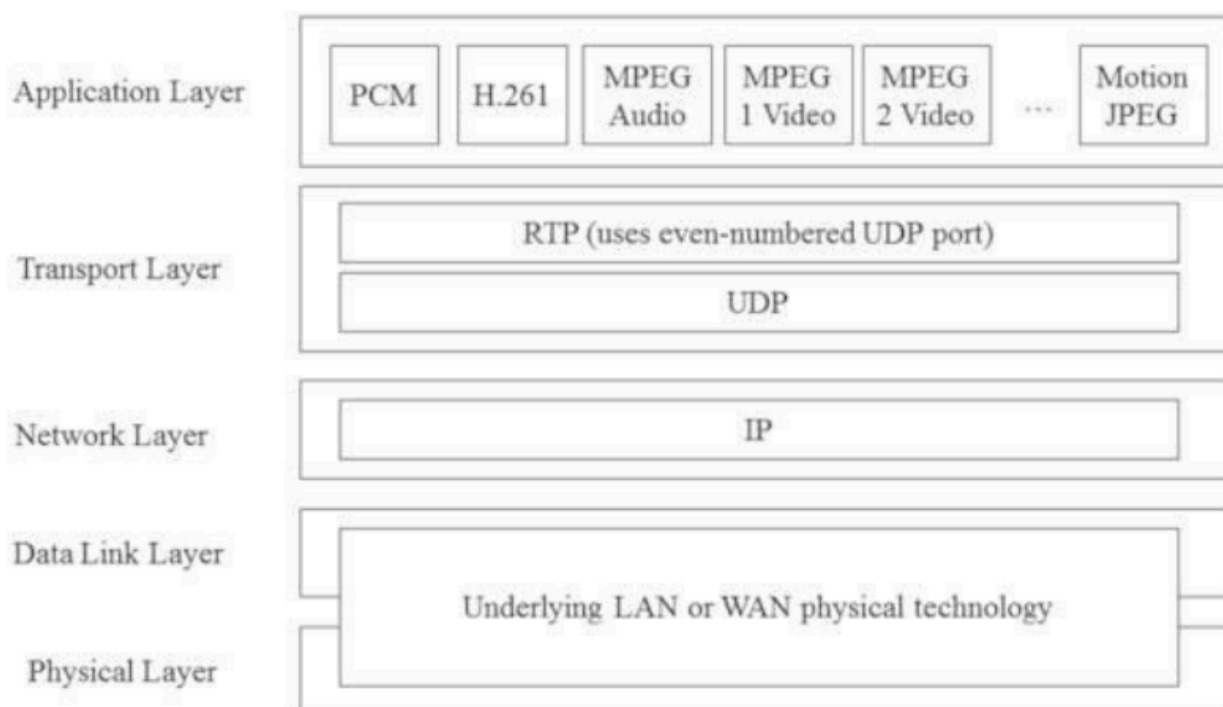 Application Layer
PCM
H.261
MPEG
Audio
MPEG
1 Video
MPEG
2 Video
...
Motion
JPEG
Transport Layer
RTP (uses even-numbered UDP port)
UDP
Network Layer
IP
Data Link Layer
Underlying LAN or WAN physical technology
Physical Layer